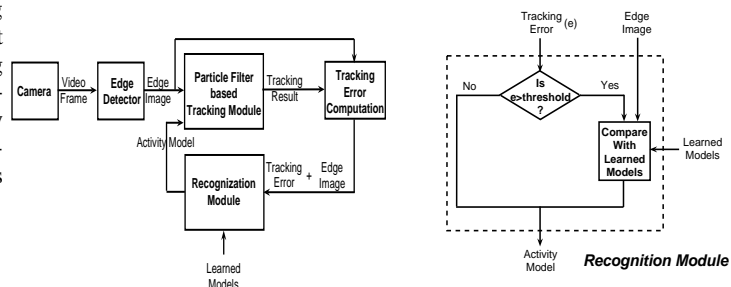 g
t
g
r
s
Camera
Video
Frame
Edge
Detector
Edge
Image
Particle Filter
based
Tracking Module
Tracking
Result
Tracking
Error
Computation
Activity Model
Recognization
Module
Tracking
Error
+
Edge
Image
Learned
Models
Tracking
Error (e)
Edge
Image
No
Is
e>threshold
?
Yes
Compare
With
Learned
Models
Learned
Models
Activity
Model
Recognition Module